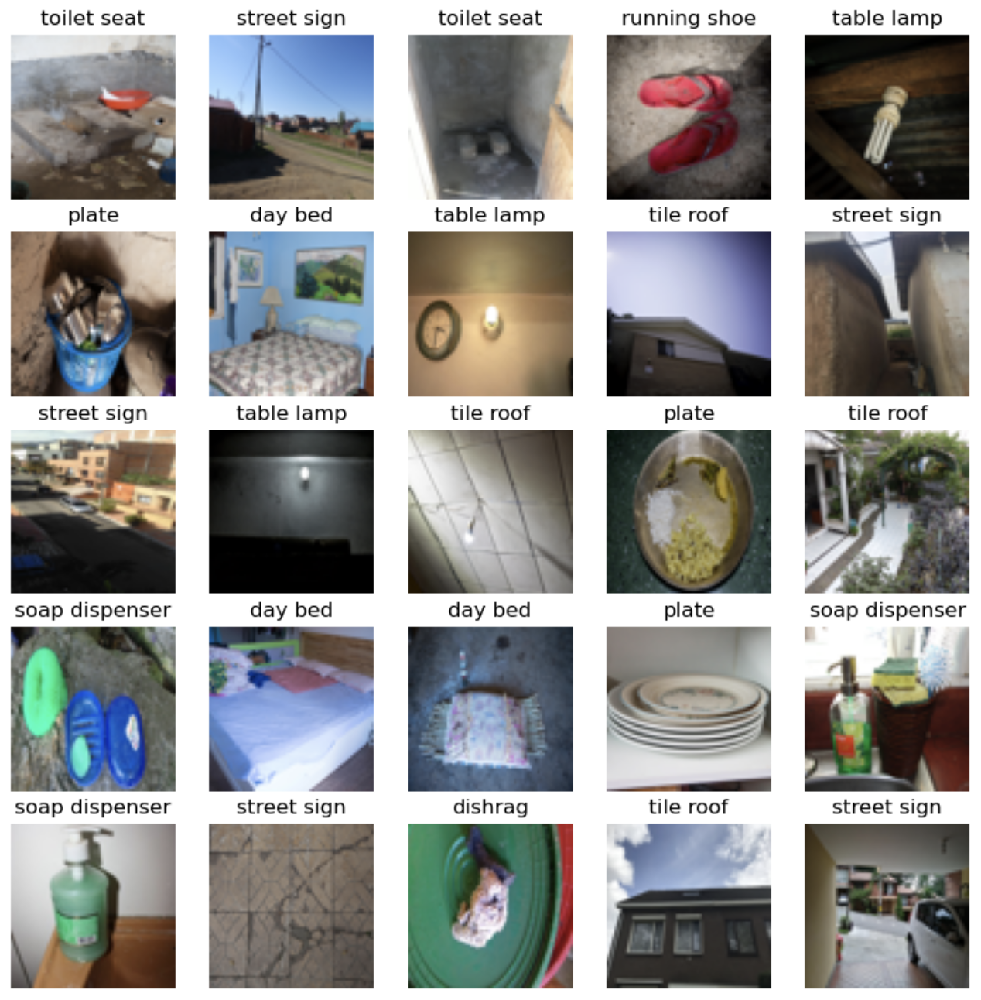 toilet seat street sign toilet seat running shoe table lamp
plate day bed table lamp tile roof street sign
street sign table lamp tile roof plate tile roof
soap dispenser day bed day bed plate soap dispenser
soap dispenser street sign dishrag tile roof street sign